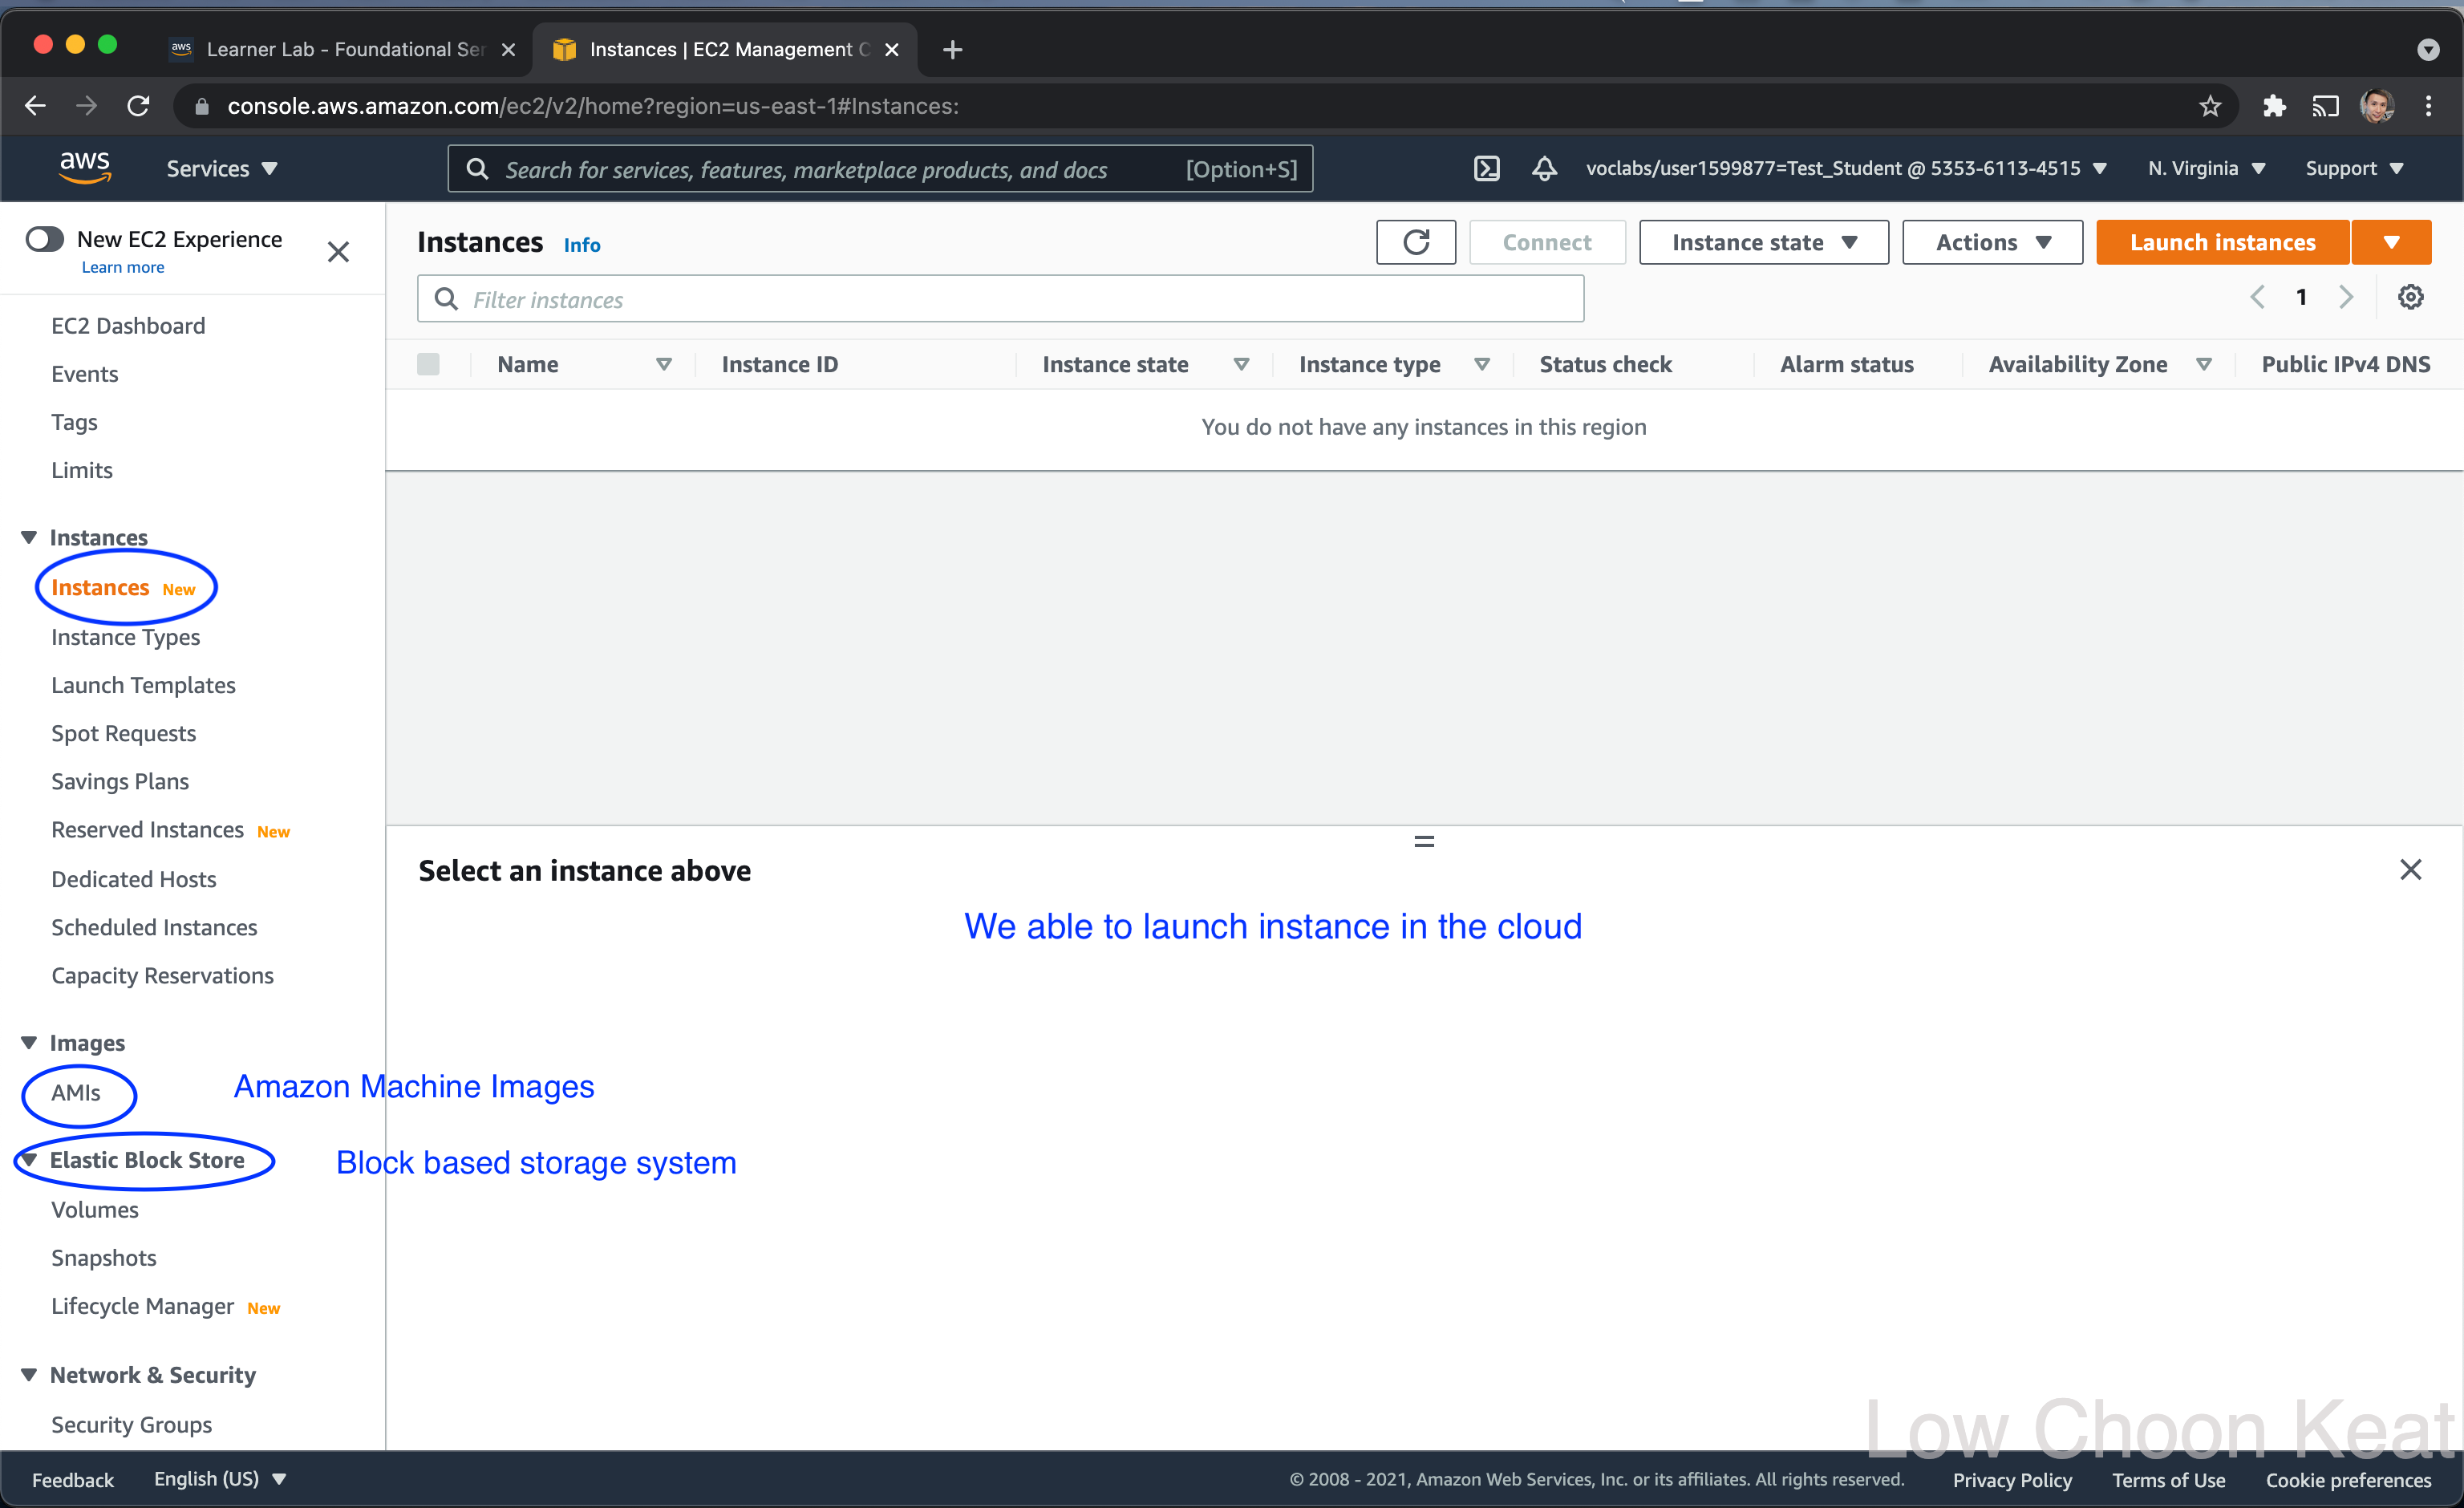 aws Learner Lab - Foundational Ser
Instances | EC2 Management C
console.aws.amazon.com/ec2/v2/home?region=us-east-1#Instances:
aws Services Search for services, features, marketplace products, and docs [Option+S] voclabs/user1599877=Test_Student @ 5353-6113-4515 N. Virginia Support
New EC2 Experience
Learn more
EC2 Dashboard
Events
Tags
Limits
Instances
Instances New
Instance Types
Launch Templates
Spot Requests
Savings Plans
Reserved Instances New
Dedicated Hosts
Scheduled Instances
Capacity Reservations
Images
AMIs
Amazon Machine Images
Elastic Block Store
Block based storage system
Volumes
Snapshots
Lifecycle Manager New
Network & Security
Security Groups
Instances Info
Connect Instance state Actions Launch instances
Filter instances
1
Name Instance ID Instance state Instance type Status check Alarm status Availability Zone Public IPv4 DNS
You do not have any instances in this region
Select an instance above
We able to launch instance in the cloud
Low Choon Keat
Feedback English (US) © 2008 - 2021, Amazon Web Services, Inc. or its affiliates. All rights reserved. Privacy Policy Terms of Use Cookie preferences